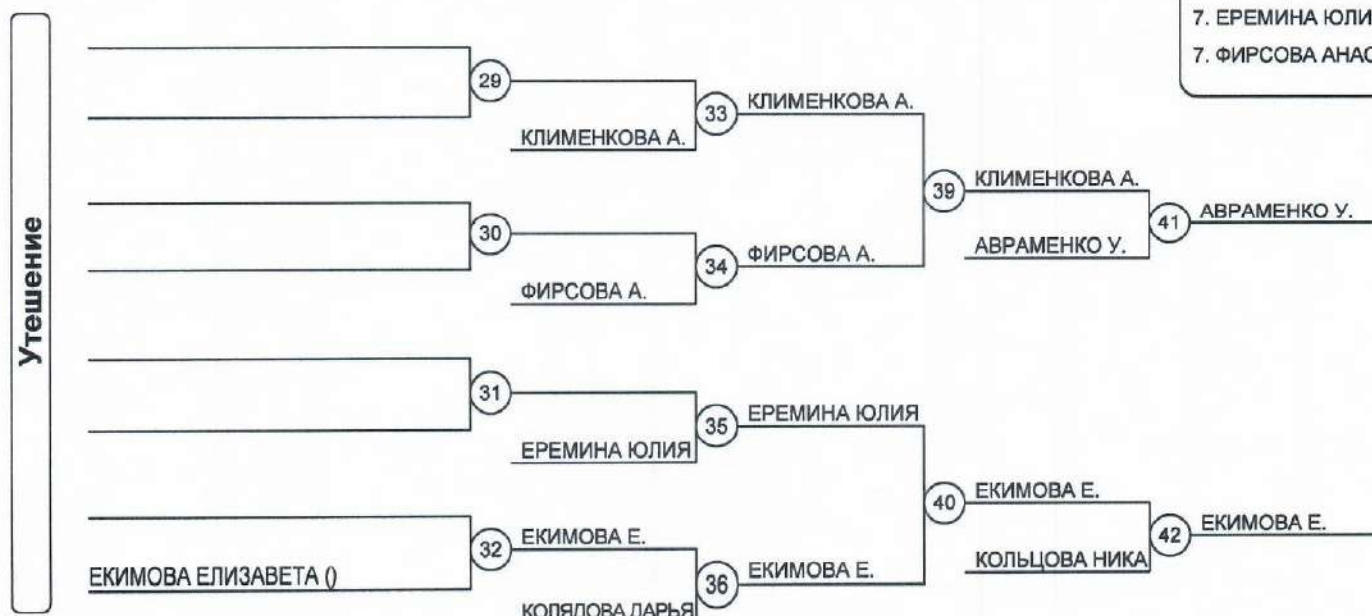 7. ЕРЕМИНА ЮЛИ
7. ФИРСОВА АНАС
Утешение
29
КЛИМЕНКОВА А.
33
КЛИМЕНКОВА А.
39
КЛИМЕНКОВА А.
30
ФИРСОВА А.
34
ФИРСОВА А.
АВРАМЕНКО У.
41
АВРАМЕНКО У.
31
ЕРЕМИНА ЮЛИЯ
35
ЕРЕМИНА ЮЛИЯ
40
ЕКИМОВА Е.
ЕКИМОВА ЕЛИЗАВЕТА ()
32
ЕКИМОВА Е.
КОЛЯДОВА ДАРЬЯ
36
ЕКИМОВА Е.
КОЛЬЦОВА НИКА
42
ЕКИМОВА Е.